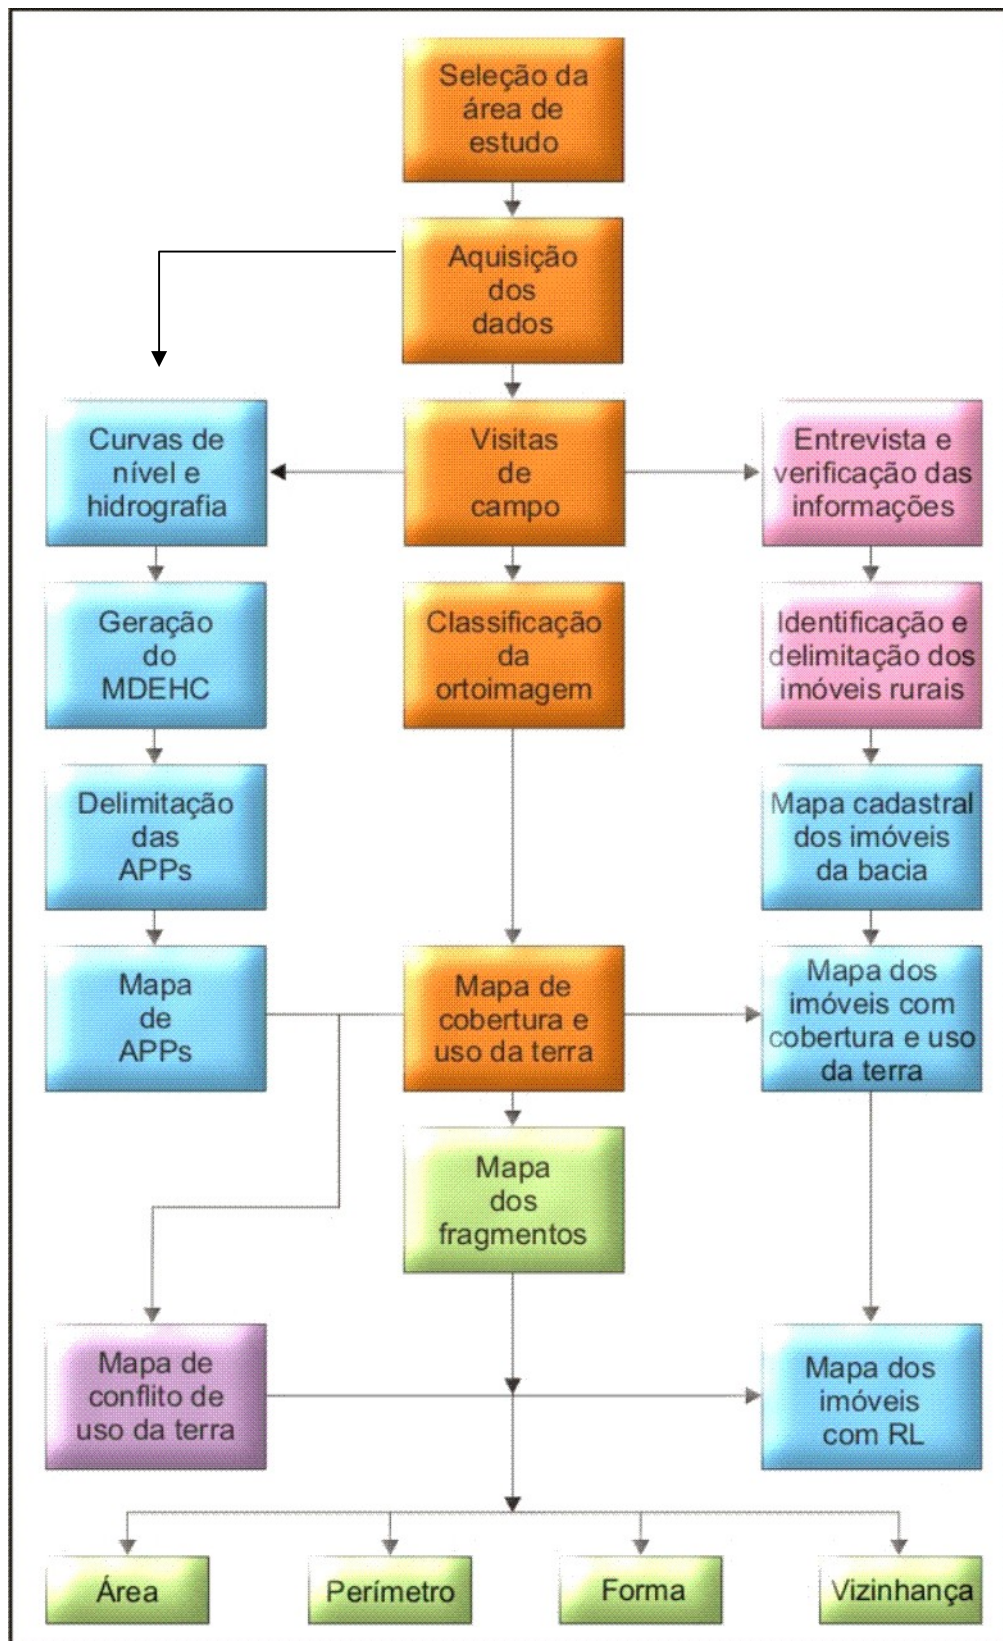 Seleção da
área de
estudo
Aquisição
dos
dados
Curvas de
nível e
hidrografia
Visitas
de
campo
Entrevista e
verificação das
informações
Geração
do
MDEHC
Classificação
da
ortoimagem
Identificação e
delimitação dos
imóveis rurais
Delimitação
das
APPs
Mapa cadastral
dos imóveis
da bacia
Mapa
de
APPs
Mapa de
cobertura e
uso da terra
Mapa dos
imóveis com
cobertura e uso
da terra
Mapa
dos
fragmentos
Mapa de
conflito de
uso da terra
Mapa dos
imóveis
com RL
Área
Perímetro
Forma
Vizinhança